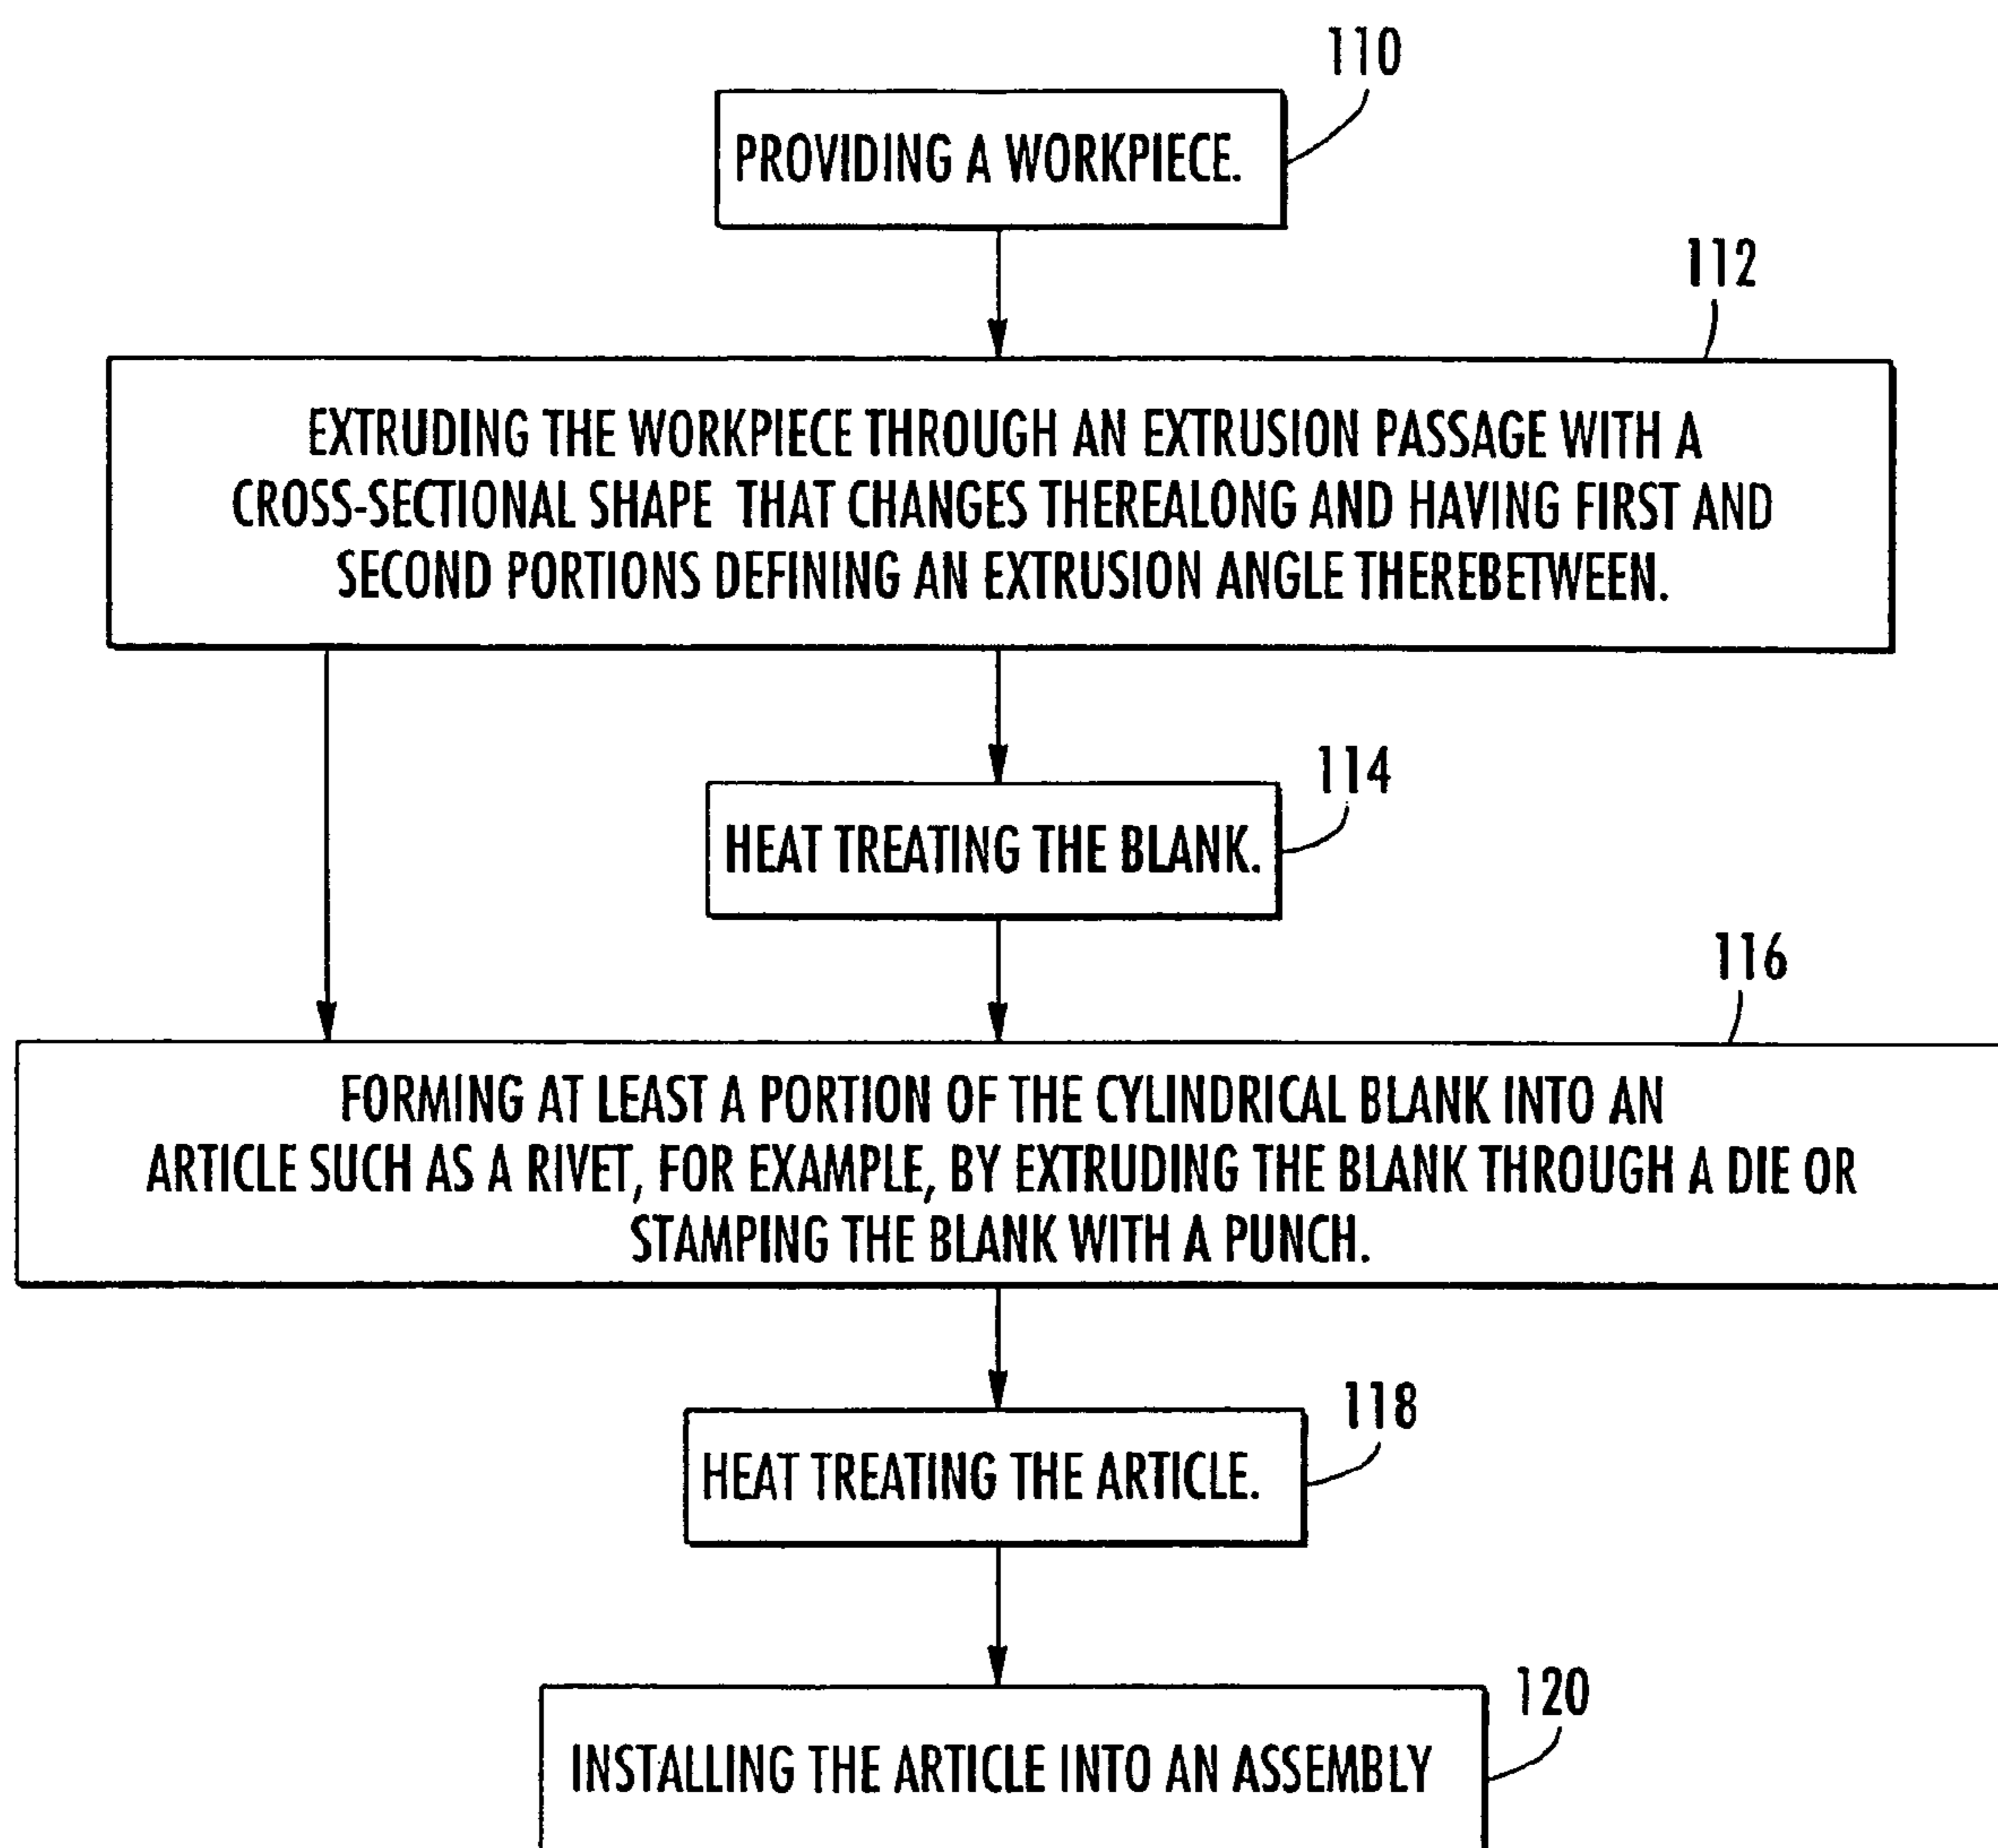 110
PROVIDING A WORKPIECE.
112
EXTRUDING THE WORKPIECE THROUGH AN EXTRUSION PASSAGE WITH A
CROSS-SECTIONAL SHAPE THAT CHANGES THEREALONG AND HAVING FIRST AND
SECOND PORTIONS DEFINING AN EXTRUSION ANGLE THEREBETWEEN.
114
HEAT TREATING THE BLANK.
116
FORMING AT LEAST A PORTION OF THE CYLINDRICAL BLANK INTO AN
ARTICLE SUCH AS A RIVET, FOR EXAMPLE, BY EXTRUDING THE BLANK THROUGH A DIE OR
STAMPING THE BLANK WITH A PUNCH.
118
HEAT TREATING THE ARTICLE.
120
INSTALLING THE ARTICLE INTO AN ASSEMBLY